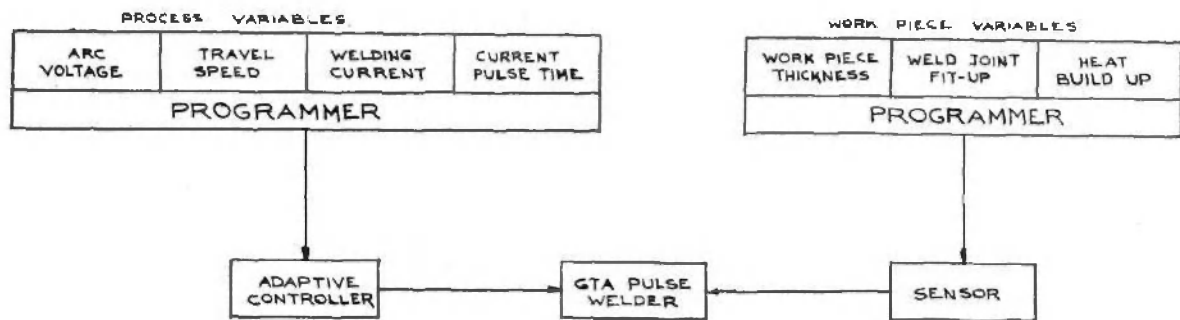 PROCESS VARIABLES
ARC
VOLTAGE
TRAVEL
SPEED
WELDING
CURRENT
CURRENT
PULSE TIME
PROGRAMMER
WORK PIECE VARIABLES
WORK PIECE
THICKNESS
WELD JOINT
FIT-UP
HEAT
BUILD UP
PROGRAMMER
ADAPTIVE
CONTROLLER
GTA PULSE
WELDER
SENSOR